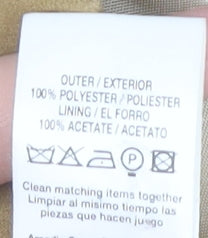 OUTER / EXTERIOR
100% POLYESTER / POLIESTER
LINING / EL FORRO
100% ACETATE / ACETATO
P
Clean matching items together
Limpiar al misimo tiempo las
piezas que hacen juego